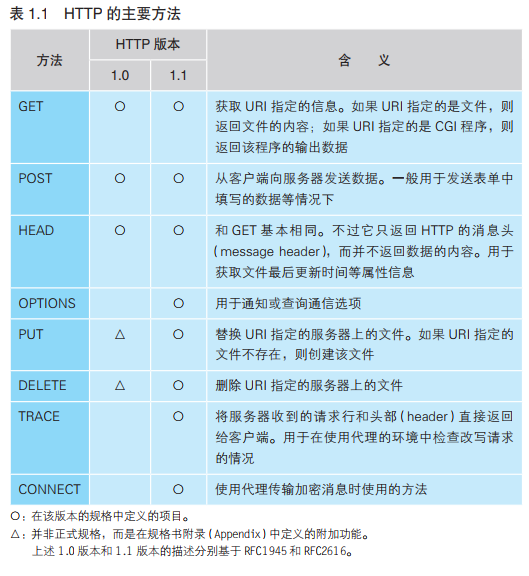 表 1.1 HTTP 的主要方法
方法
HTTP 版本
含 义
1.0
1.1
GET ○ ○ 获取 URI 指定的信息。如果 URI 指定的是文件，则
返回文件的内容；如果 URI 指定的是 CGI 程序，则
返回该程序的输出数据
POST ○ ○ 从客户端向服务器发送数据。一般用于发送表单中
填写的数据等情况下
HEAD ○ ○ 和 GET 基本相同。不过它只返回 HTTP 的消息头
（message header），而并不返回数据的内容。用于
获取文件最后更新时间等属性信息
OPTIONS ○ 用于通知或查询通信选项
PUT △ ○ 替换 URI 指定的服务器上的文件。如果 URI 指定的
文件不存在，则创建该文件
DELETE △ ○ 删除 URI 指定的服务器上的文件
TRACE ○ 将服务器收到的请求行和头部（header）直接返回
给客户端。用于在使用代理的环境中检查改写请求
的情况
CONNECT ○ 使用代理传输加密消息时使用的方法
○：在该版本的规格中定义的项目。
△：并非正式规格，而是在规格书附录（Appendix）中定义的附加功能。
上述 1.0 版本和 1.1 版本的描述分别基于 RFC1945 和 RFC2616。